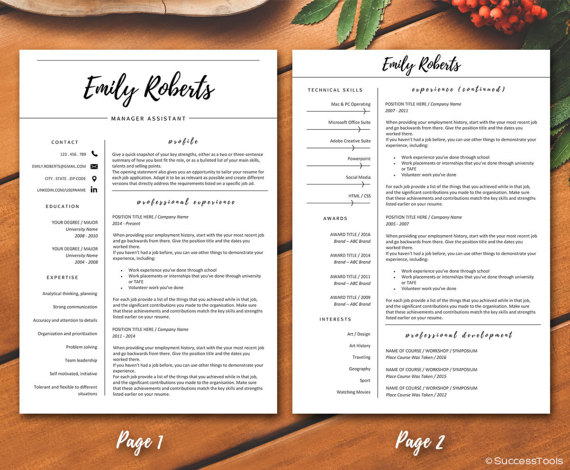 Emily Roberts
MANAGER ASSISTANT
CONTACT
123 . 456 . 789
EMILY.ROBERTS@GMAIL.COM
CITY . STATE . ZIP CODE
LINKEDIN.COM/USERNAME
EDUCATION
YOUR DEGREE / MAJOR
University Name
2008 - 2010
YOUR DEGREE / MAJOR
University Name
2004 - 2008
EXPERTISE
Analytical thinking, planning
Strong communication
Accuracy and attention to details
Organization and prioritization
Problem solving
Team leadership
Self motivated, initiative
Tolerant and flexible to different
situations
profile
Give a quick snapshot of your key strengths, either as a two or three-sentence
summary of how you best fit the role, or as a bulleted list of your main skills,
talents and selling points.
The opening statement also gives you an opportunity to tailor your resume for
each job application. Adapt it to be as relevant as possible and create different
versions that directly address the requirements listed on a specific job ad.
professional experience
POSITION TITLE HERE / Company Name
2014 - Present
When providing your employment history, start with the your most recent job
and go backwards from there. Give the position title and the dates you
worked there.
If you haven't had a job before, you can use other things to demonstrate your
experience, including:
• Work experience you've done through school
• Work placements or internships that you've done through university
or TAFE
• Volunteer work you've done
For each job provide a list of the things that you achieved while in that job,
and the significant contributions you made to the organisation. Make sure
that these achievements and contributions match the key skills and strengths
listed earlier on your resume.
POSITION TITLE HERE / Company Name
2011 - 2014
When providing your employment history, start with the your most recent job
and go backwards from there. Give the position title and the dates you
worked there.
If you haven't had a job before, you can use other things to demonstrate your
experience.
For each job provide a list of the things that you achieved while in that job,
and the significant contributions you made to the organisation. Make sure
that these achievements and contributions match the key skills and strengths
listed earlier on your resume.
Page 1
Emily Roberts
TECHNICAL SKILLS
Mac & PC Operating
Microsoft Office Suite
Adobe Creative Suite
Powerpoint
Social Media
HTML / CSS
AWARDS
AWARD TITLE / 2016
Brand – ABC Brand
AWARD TITLE / 2014
Brand – ABC Brand
AWARD TITLE / 2011
Brand – ABC Brand
AWARD TITLE / 2008
Brand – ABC Brand
INTERESTS
Art / Design
Art History
Traveling
Geography
Sport
Watching Movies
experience (continued)
POSITION TITLE HERE / Company Name
2007 - 2011
When providing your employment history, start with the your most recent job
and go backwards from there. Give the position title and the dates you
worked there.
If you haven't had a job before, you can use other things to demonstrate your
experience, including:
• Work experience you've done through school
• Work placements or internships that you've done through university
or TAFE
• Volunteer work you've done
For each job provide a list of the things that you achieved while in that job,
and the significant contributions you made to the organisation. Make sure
that these achievements and contributions match the key skills and strengths
listed earlier on your resume.
POSITION TITLE HERE / Company Name
2005 - 2007
When providing your employment history, start with the your most recent job
and go backwards from there. Give the position title and the dates you
worked there.
If you haven't had a job before, you can use other things to demonstrate your
experience, including:
• Work experience you've done through school
• Work placements or internships that you've done through university
or TAFE
• Volunteer work you've done
For each job provide a list of the things that you achieved while in that job,
and the significant contributions you made to the organisation. Make sure
that these achievements and contributions match the key skills and strengths
listed earlier on your resume.
professional development
NAME OF COURSE / WORKSHOP / SYMPOSIUM
Place Course Was Taken / 2016
NAME OF COURSE / WORKSHOP / SYMPOSIUM
Place Course Was Taken / 2015
NAME OF COURSE / WORKSHOP / SYMPOSIUM
Place Course Was Taken / 2012
Page 2
© SuccessTools